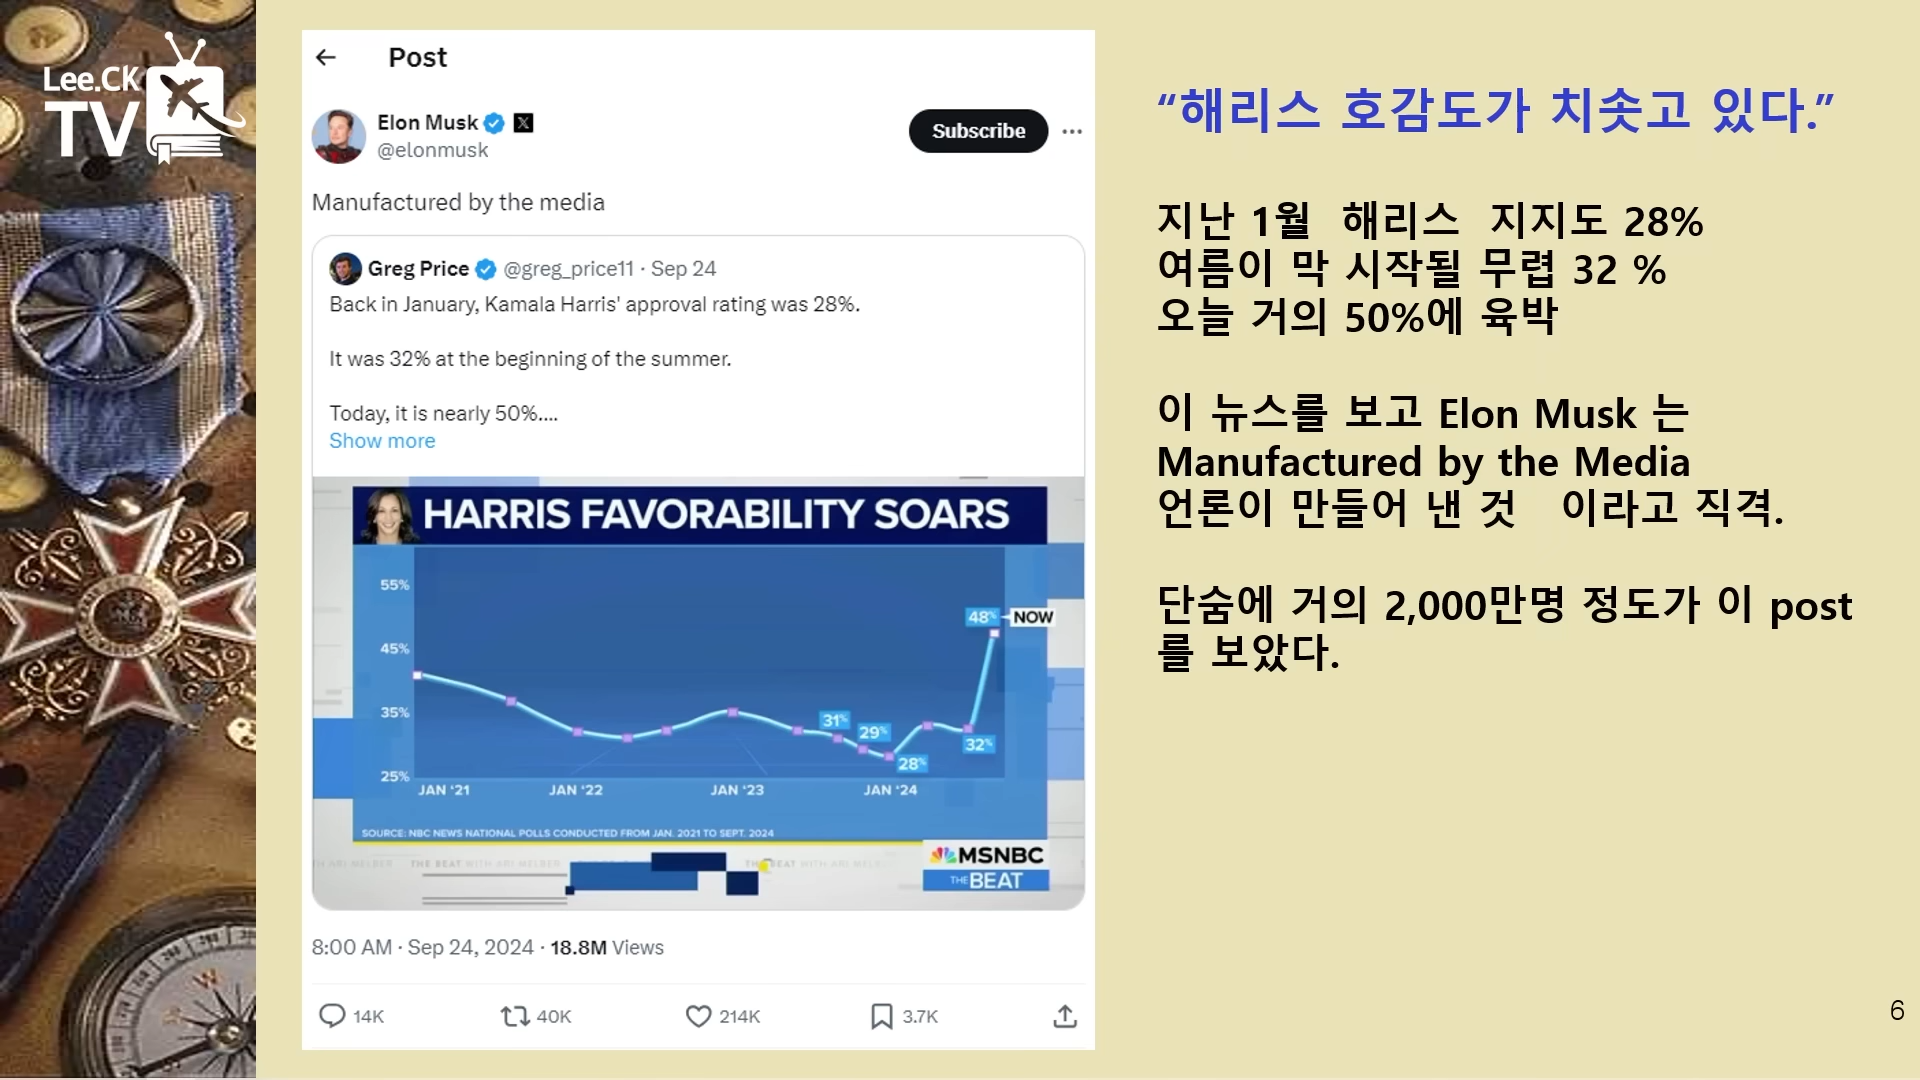 Lee.CK
TV
Post
Elon Musk
@elonmusk
Subscribe
Manufactured by the media
Greg Price @greg_price11 · Sep 24
Back in January, Kamala Harris' approval rating was 28%.
It was 32% at the beginning of the summer.
Today, it is nearly 50%....
Show more
HARRIS FAVORABILITY SOARS
55%
48% NOW
45%
35%
31%
29%
32%
28%
25%
JAN '21 JAN '22 JAN '23 JAN '24
SOURCE: NBC NEWS NATIONAL POLLS CONDUCTED FROM JAN. 2021 TO SEPT. 2024
THE BEAT WITH ARI MELBER
MSNBC
THE BEAT
8:00 AM · Sep 24, 2024 · 18.8M Views
14K 40K 214K 3.7K
“해리스 호감도가 치솟고 있다.”
지난 1월 해리스 지지도 28%
여름이 막 시작될 무렵 32 %
오늘 거의 50%에 육박
이 뉴스를 보고 Elon Musk 는
Manufactured by the Media
언론이 만들어 낸 것 이라고 직격.
단숨에 거의 2,000만명 정도가 이 post
를 보았다.
6